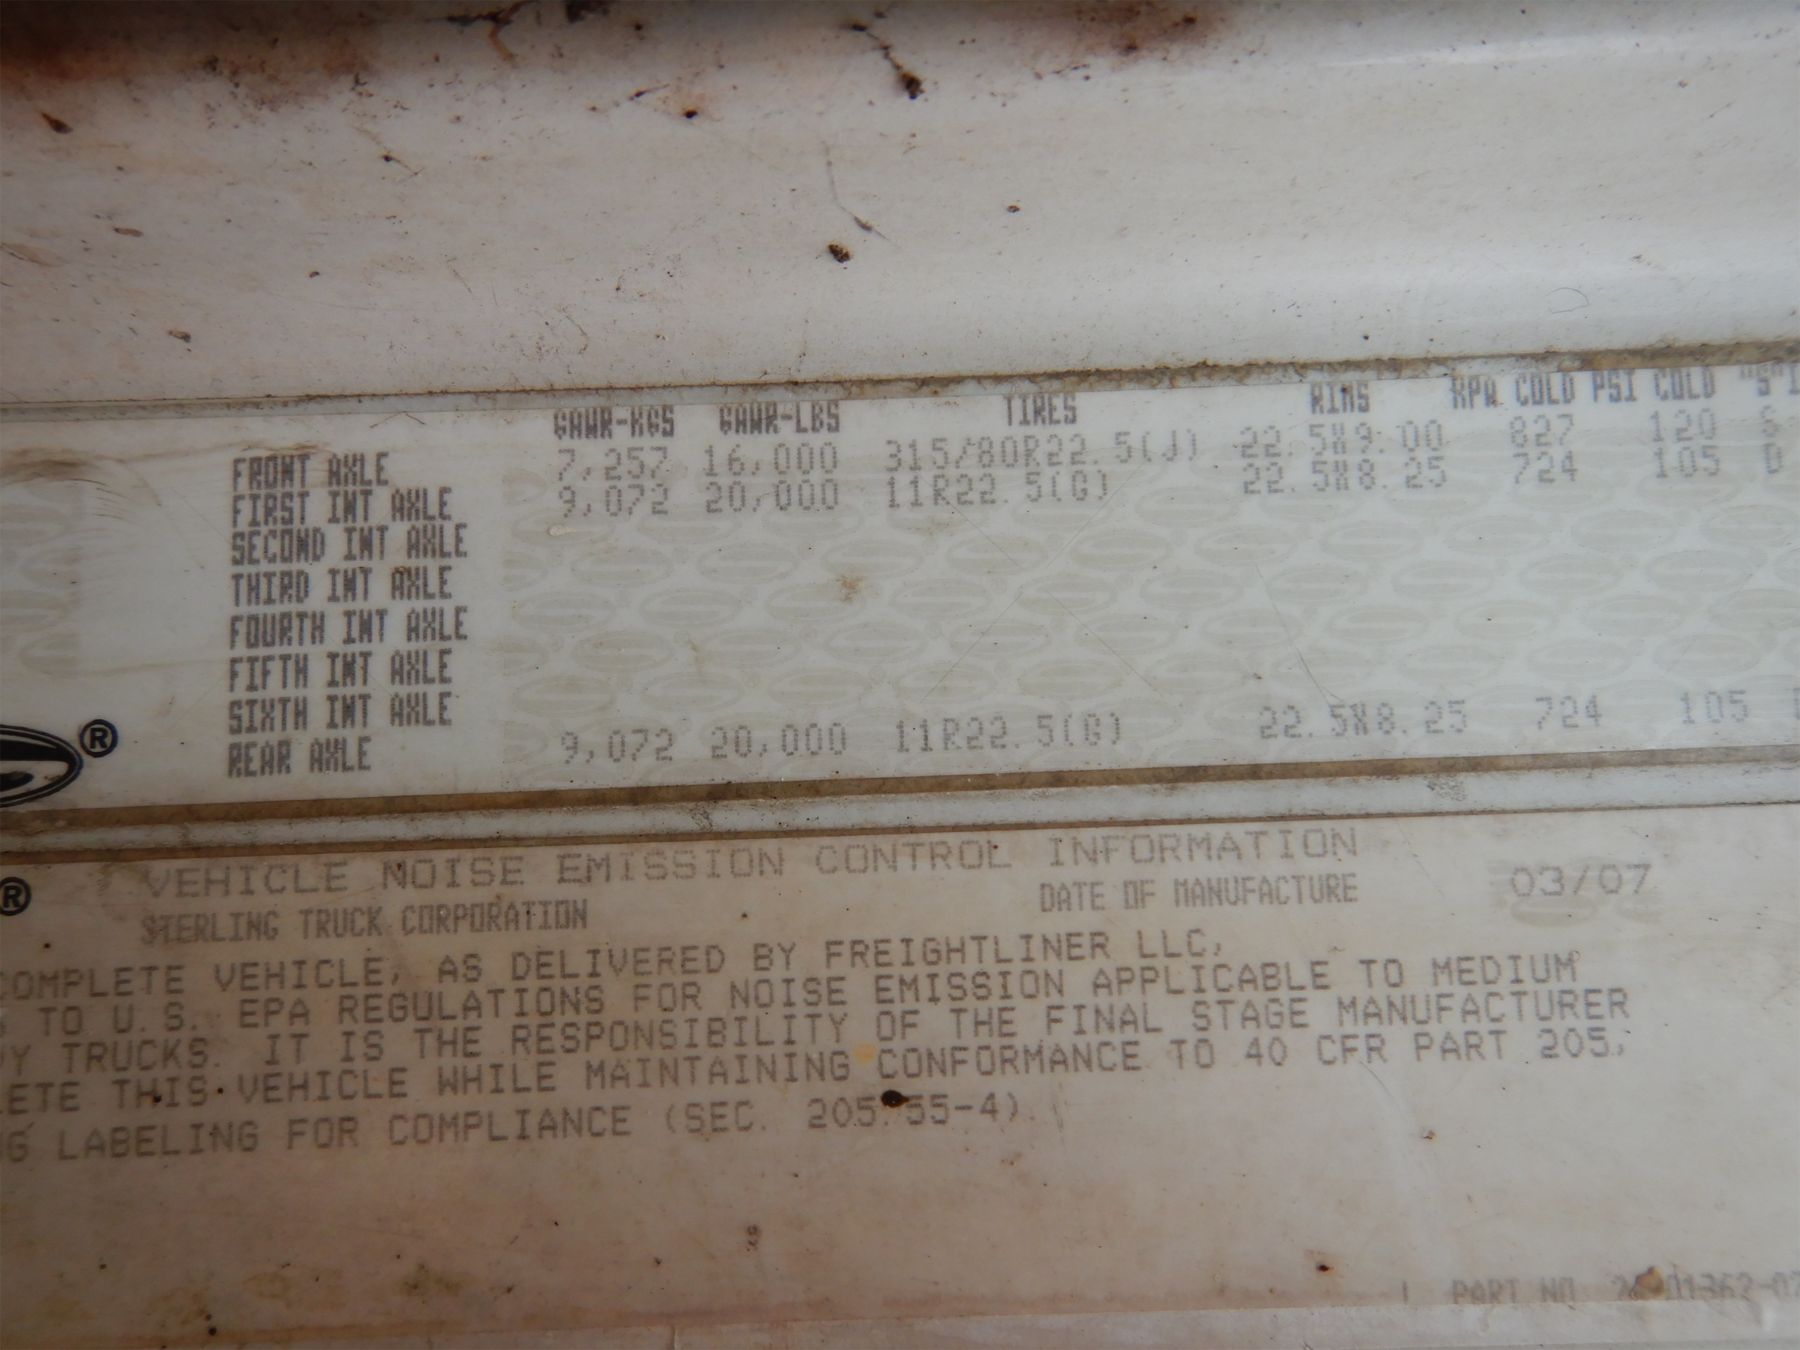 GAWR-KGS GAWR-LBS TIRES RIMS KPA COLD PSI COLD "S"
FRONT AXLE 7,257 16,000 315/80R22.5(J) 22.5X9.00 827 120 S
FIRST INT AXLE 9,072 20,000 11R22.5(G) 22.5X8.25 724 105 D
SECOND INT AXLE
THIRD INT AXLE
FOURTH INT AXLE
FIFTH INT AXLE
SIXTH INT AXLE
REAR AXLE 9,072 20,000 11R22.5(G) 22.5X8.25 724 105
®
VEHICLE NOISE EMISSION CONTROL INFORMATION
® STERLING TRUCK CORPORATION DATE OF MANUFACTURE 03/07
COMPLETE VEHICLE, AS DELIVERED BY FREIGHTLINER LLC,
TO U.S. EPA REGULATIONS FOR NOISE EMISSION APPLICABLE TO MEDIUM
Y TRUCKS. IT IS THE RESPONSIBILITY OF THE FINAL STAGE MANUFACTURER
ETE THIS VEHICLE WHILE MAINTAINING CONFORMANCE TO 40 CFR PART 205,
G LABELING FOR COMPLIANCE (SEC. 205.55-4).
PART NO